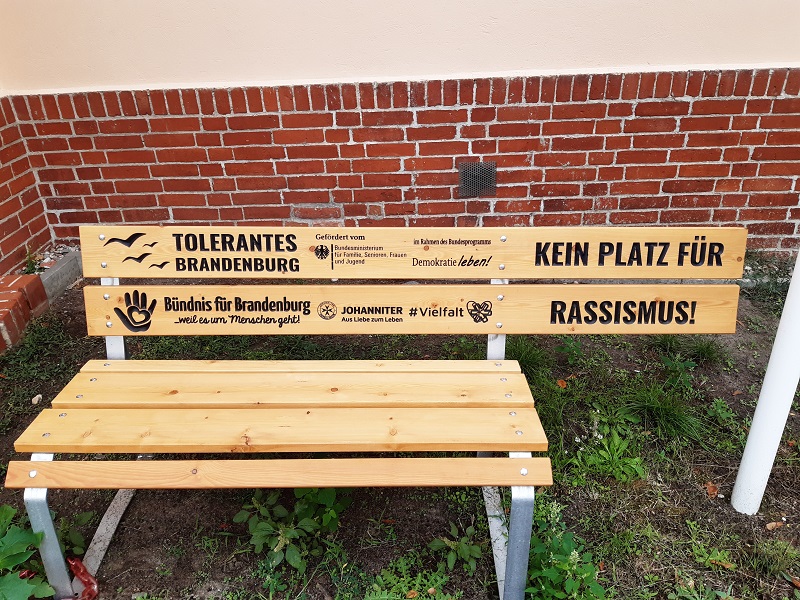 TOLERANTES
BRANDENBURG
Gefördert vom
Bundesministerium
für Familie, Senioren, Frauen
und Jugend
im Rahmen des Bundesprogramms
Demokratie leben!
KEIN PLATZ FÜR
Bündnis für Brandenburg
...weil es um Menschen geht!
JOHANNITER
Aus Liebe zum Leben
#Vielfalt
RASSISMUS!